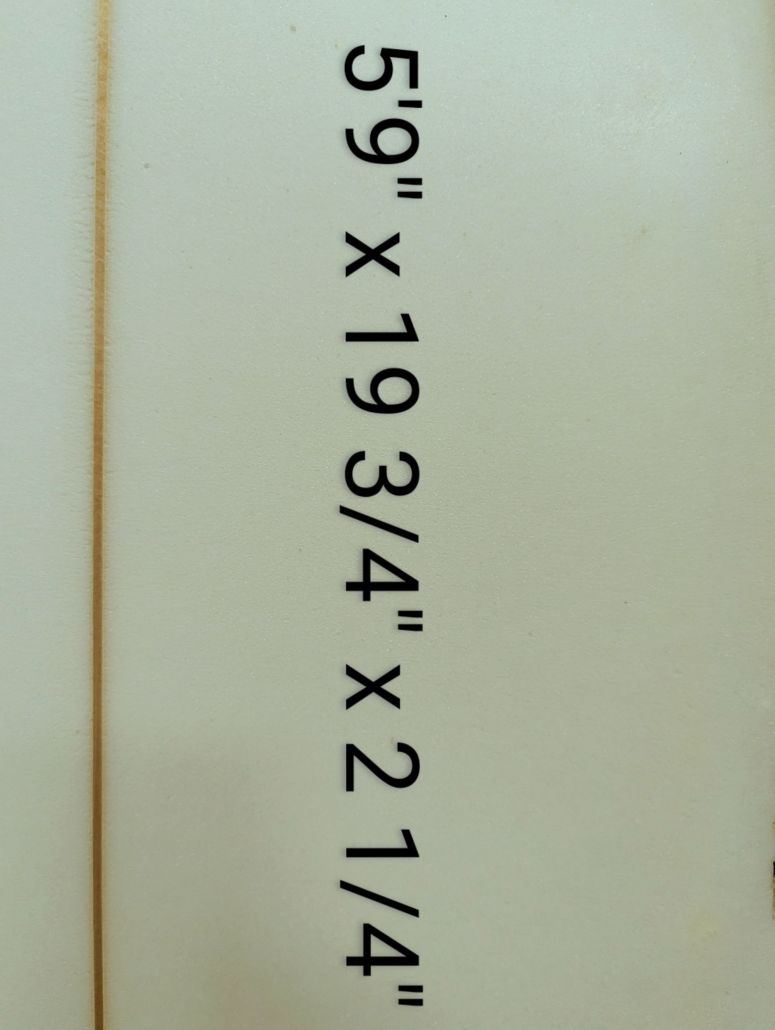 5'9" x 19 3/4" x 2 1/4"